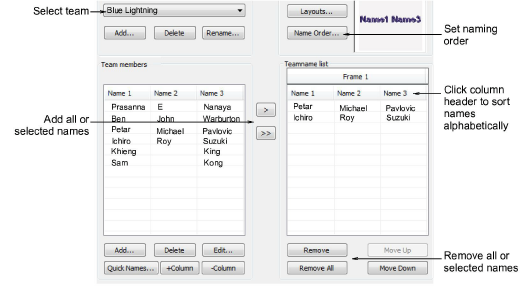 Select team
Blue Lightning
Add... Delete Rename...
Layouts...
Name Order...
Name1 Name3
Set naming
order
Team members
Name 1 Name 2 Name 3
Prasanna E Nanaya
Ben John Warburton
Petar Michael Pavlovic
Ichiro Roy Suzuki
Khieng King
Sam Kong
Add all or
selected names
>
>>
Teamname list
Frame 1
Name 1 Name 2 Name 3
Petar Michael Pavlovic
Ichiro Roy Suzuki
Click column
header to sort
names
alphabetically
Add... Delete Edit...
Quick Names... +Column -Column
Remove Move Up
Remove All Move Down
Remove all or
selected names